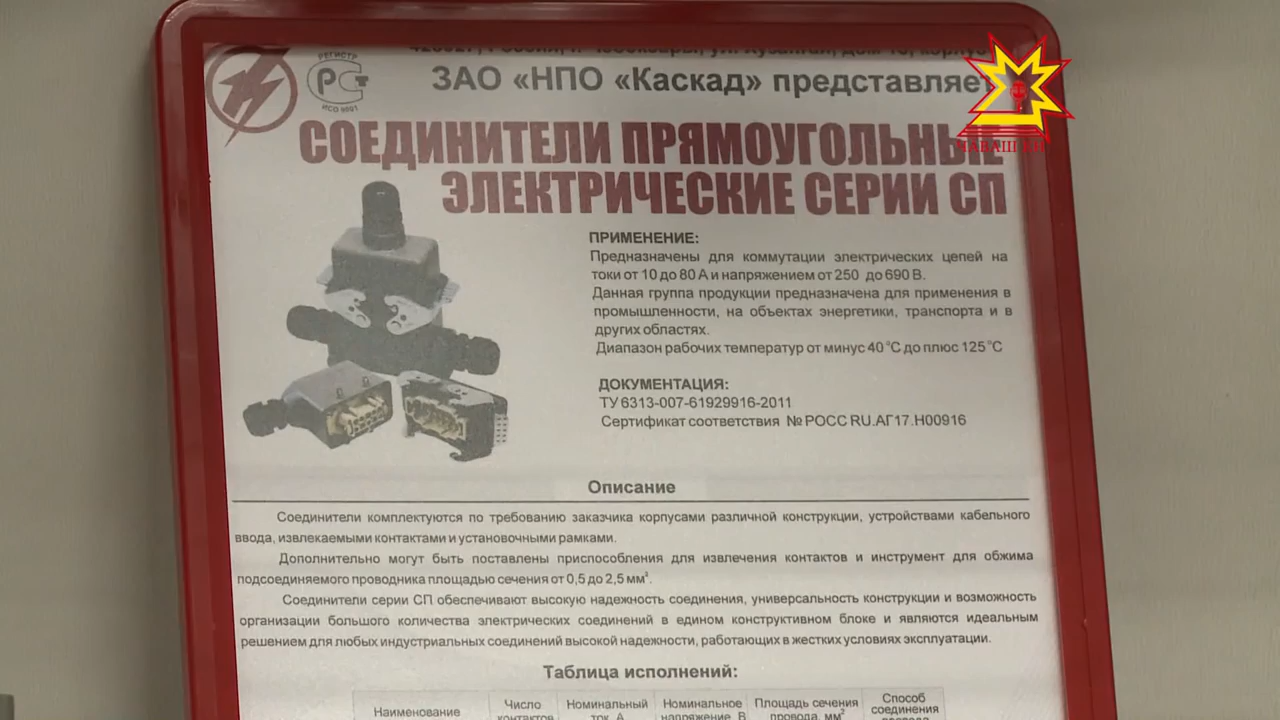 РЕГИСТР
РСТ
ИСО 9001
ЗАО «НПО «Каскад» представляет
СОЕДИНИТЕЛИ ПРЯМОУГОЛЬНЫЕ
ЭЛЕКТРИЧЕСКИЕ СЕРИИ СП
ЧĂВАШ ЕН
ПРИМЕНЕНИЕ:
Предназначены для коммутации электрических цепей на
токи от 10 до 80 А и напряжением от 250 до 690 В.
Данная группа продукции предназначена для применения в
промышленности, на объектах энергетики, транспорта и в
других областях.
Диапазон рабочих температур от минус 40 °С до плюс 125 °С
ДОКУМЕНТАЦИЯ:
ТУ 6313-007-61929916-2011
Сертификат соответствия № РОСС RU.АГ17.Н00916
Описание
Соединители комплектуются по требованию заказчика корпусами различной конструкции, устройствами кабельного
ввода, извлекаемыми контактами и установочными рамками.
Дополнительно могут быть поставлены приспособления для извлечения контактов и инструмент для обжима
подсоединяемого проводника площадью сечения от 0,5 до 2,5 мм².
Соединители серии СП обеспечивают высокую надежность соединения, универсальность конструкции и возможность
организации большого количества электрических соединений в едином конструктивном блоке и являются идеальным
решением для любых индустриальных соединений высокой надежности, работающих в жестких условиях эксплуатации.
Таблица исполнений:
Наименование
Число
контактов
Номинальный
ток, А
Номинальное
напряжение, В
Площадь сечения
провода, мм²
Способ
соединения